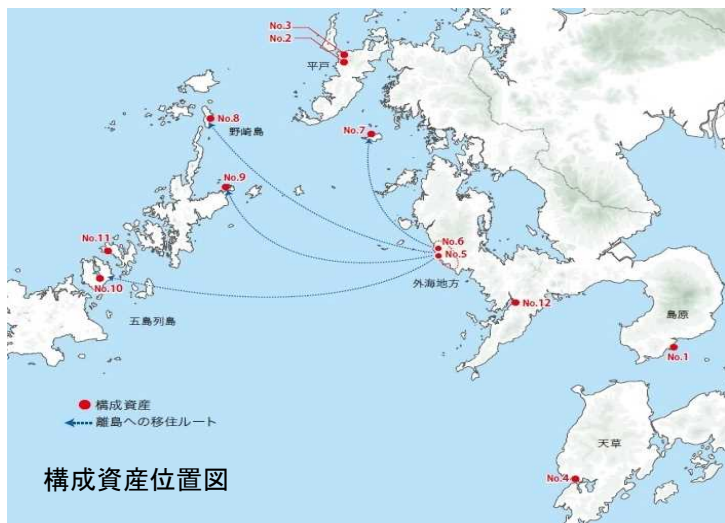 No.3
No.2
平戸
No.8
野崎島
No.7
No.9
No.11
No.6
No.5
No.10
外海地方
No.12
五島列島
島原
No.1
構成資産
離島への移住ルート
天草
No.4
構成資産位置図